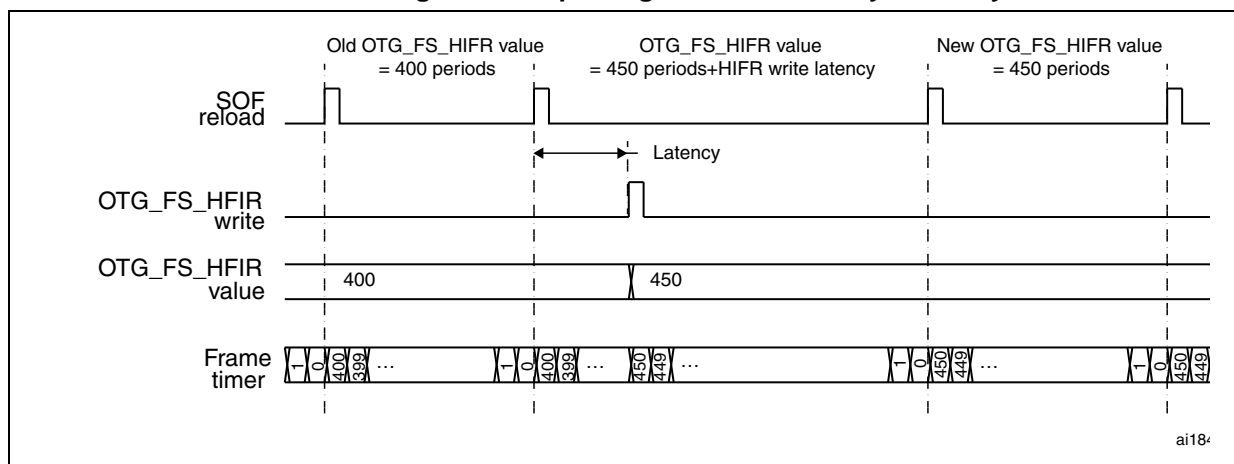 Old OTG_FS_HIFR value
= 400 periods
OTG_FS_HIFR value
= 450 periods+HIFR write latency
New OTG_FS_HIFR value
= 450 periods
SOF
reload
Latency
OTG_FS_HFIR
write
OTG_FS_HFIR
value
400
450
Frame
timer
1 0 400 399 ... 1 0 400 399 ... 450 449 ... 1 0 450 449 ... 1 0 450 449